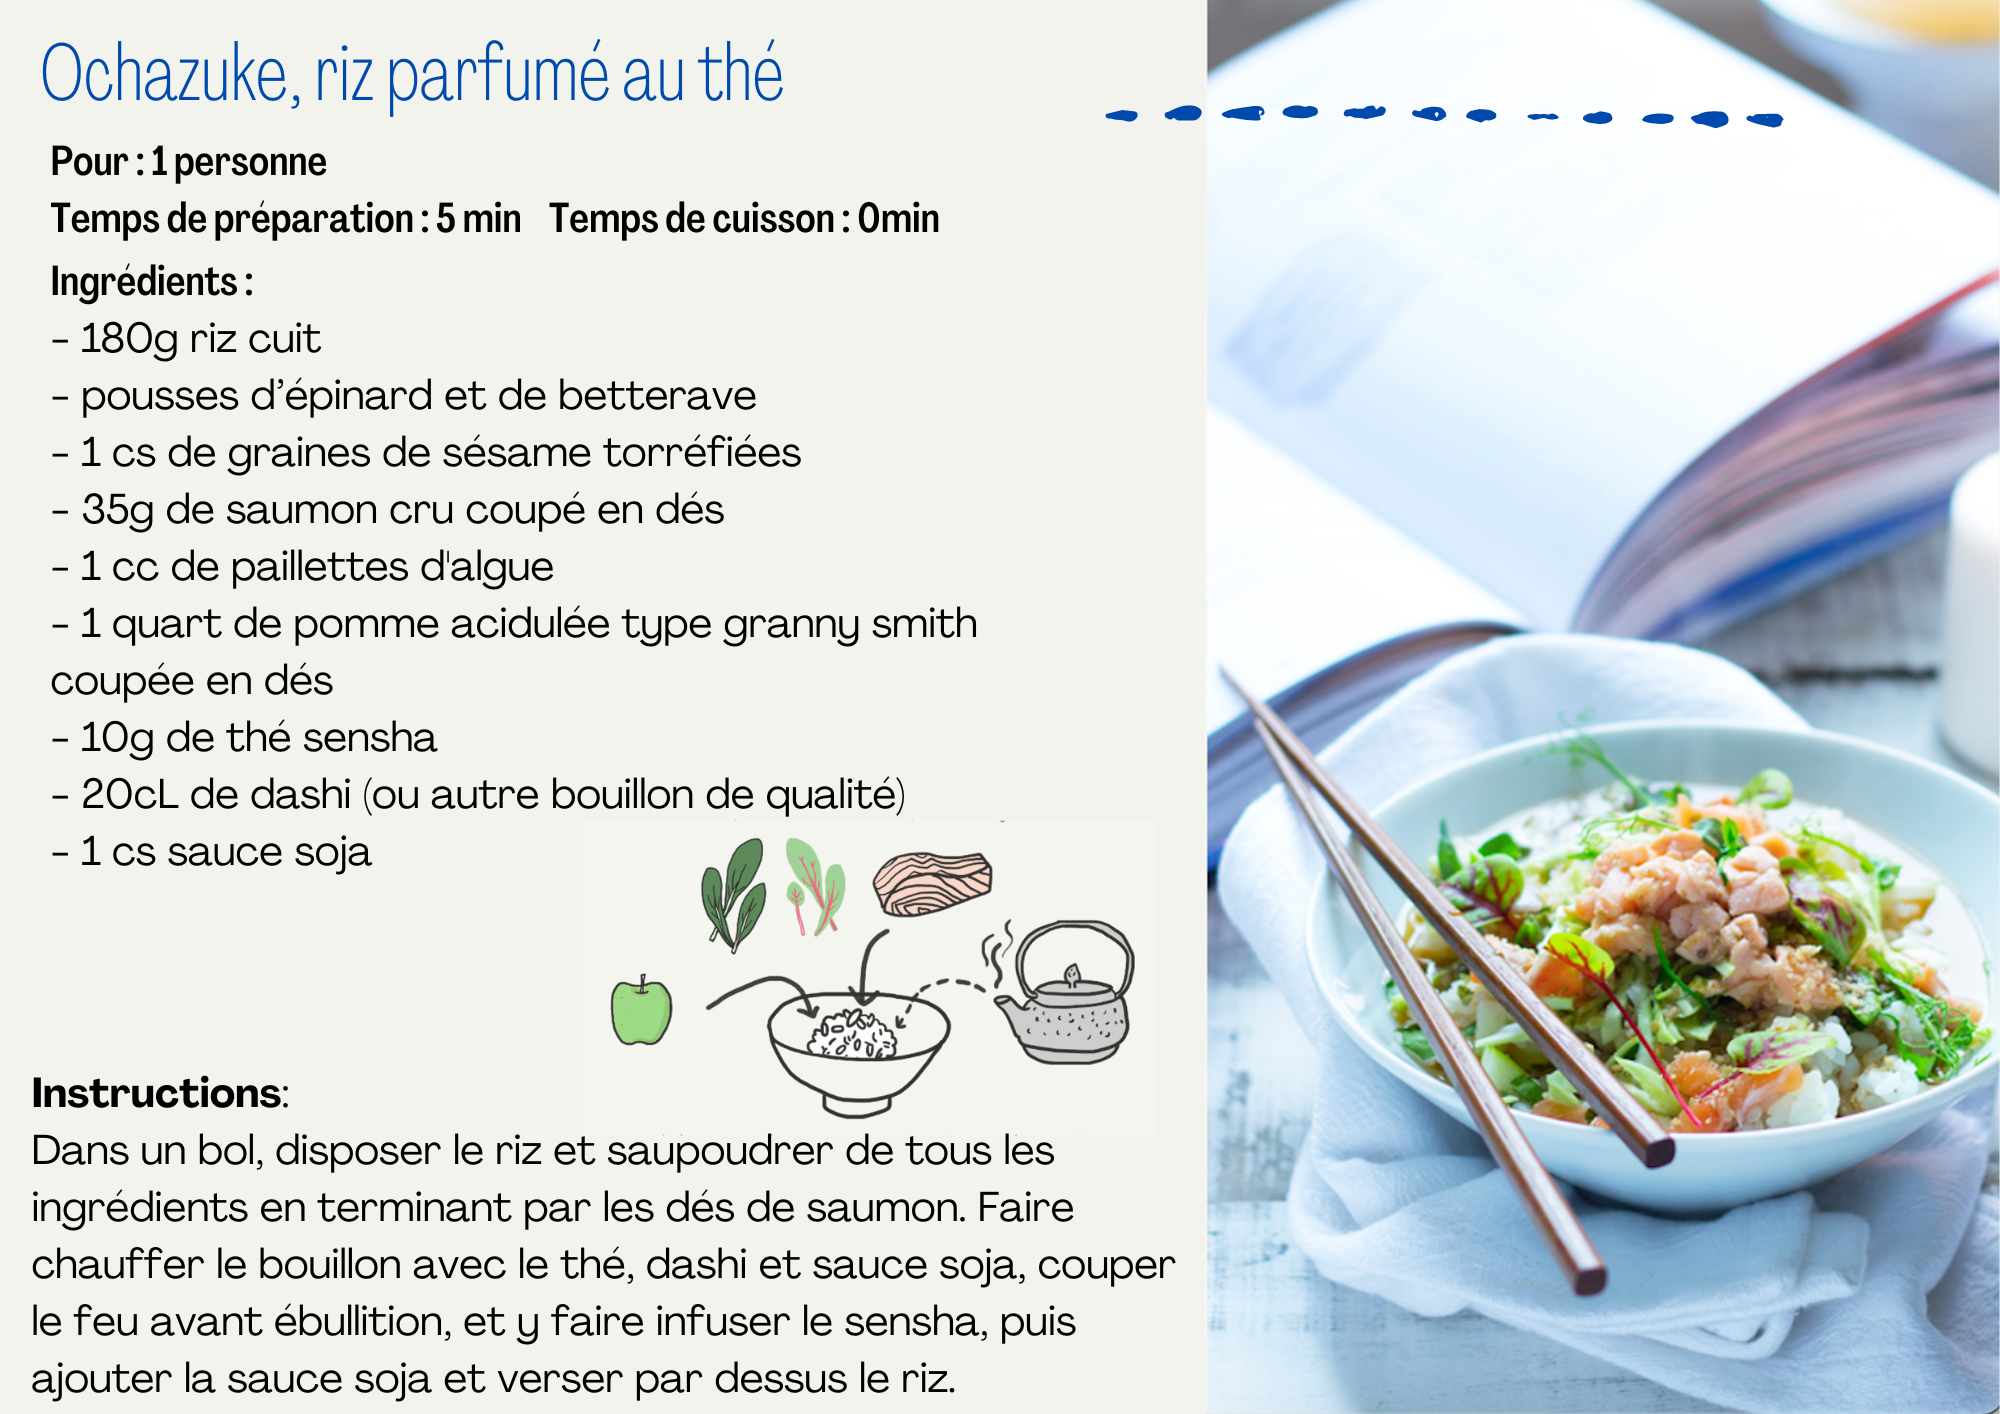 Ochazuke, riz parfumé au thé
Pour : 1 personne
Temps de préparation : 5 min Temps de cuisson : 0min
Ingrédients :
- 180g riz cuit
- pousses d’épinard et de betterave
- 1 cs de graines de sésame torréfiées
- 35g de saumon cru coupé en dés
- 1 cc de paillettes d'algue
- 1 quart de pomme acidulée type granny smith
coupée en dés
- 10g de thé sensha
- 20cL de dashi (ou autre bouillon de qualité)
- 1 cs sauce soja
Instructions:
Dans un bol, disposer le riz et saupoudrer de tous les
ingrédients en terminant par les dés de saumon. Faire
chauffer le bouillon avec le thé, dashi et sauce soja, couper
le feu avant ébullition, et y faire infuser le sensha, puis
ajouter la sauce soja et verser par dessus le riz.